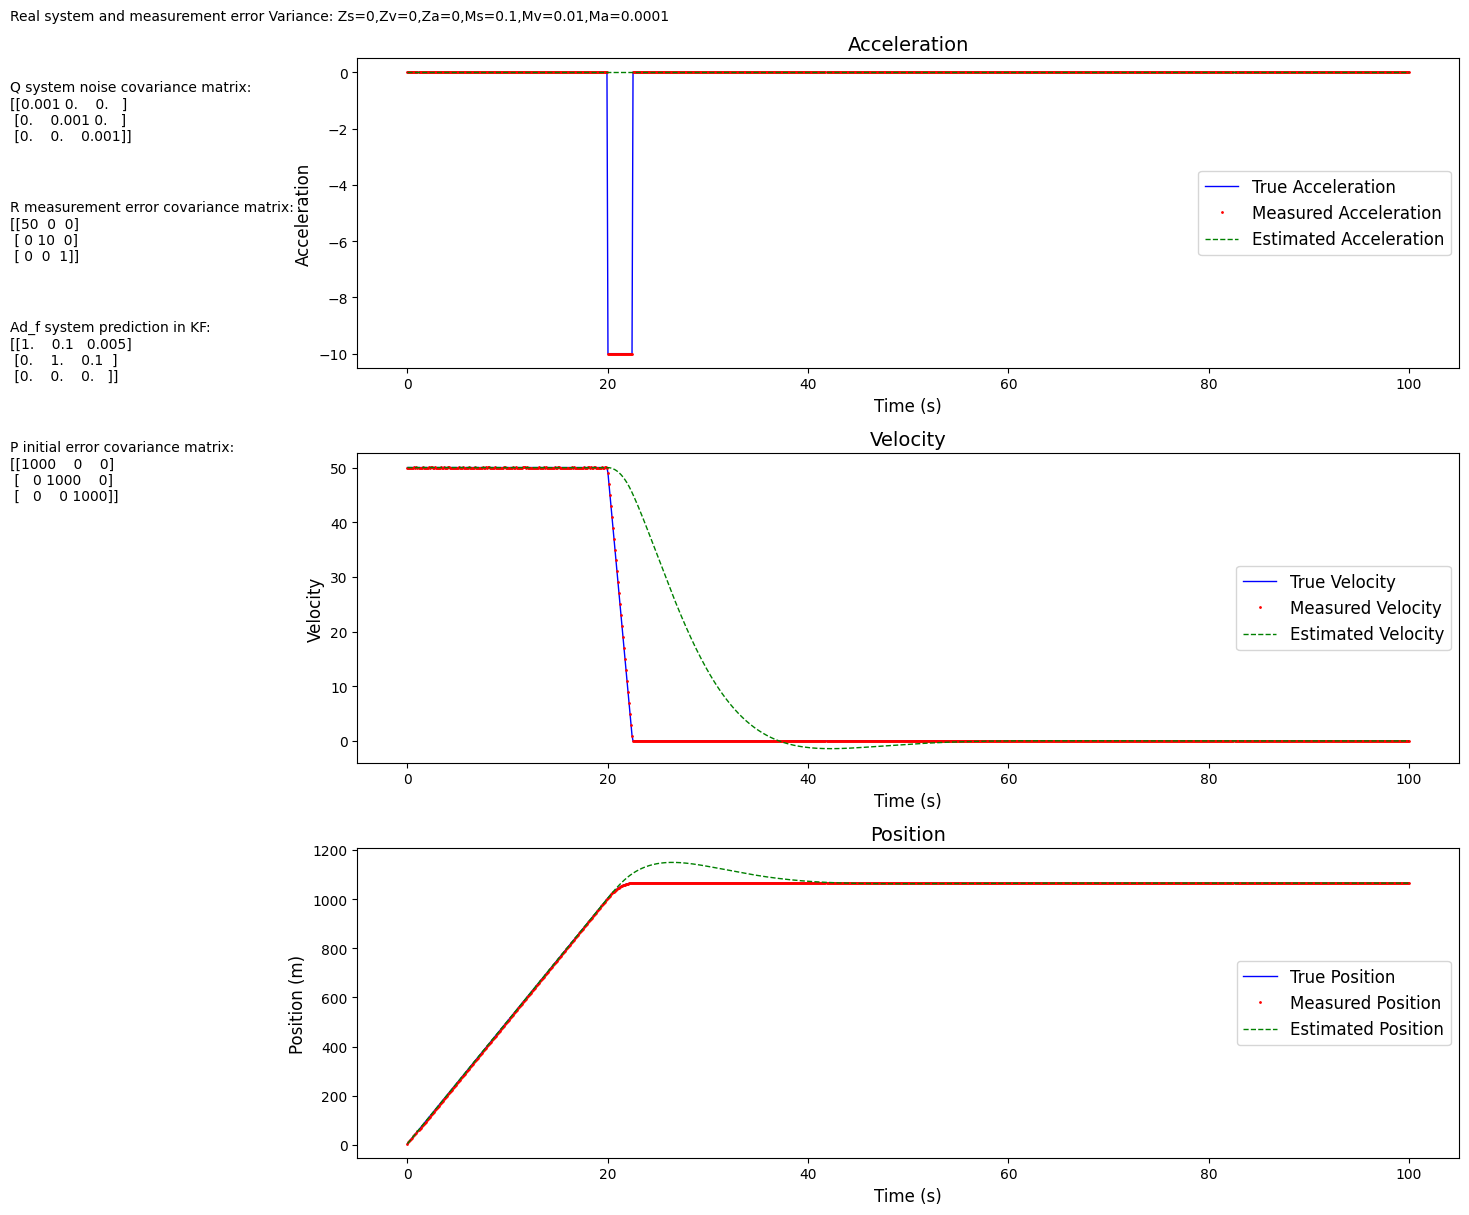 Real system and measurement error Variance: Zs=0,Zv=0,Za=0,Ms=0.1,Mv=0.01,Ma=0.0001
Q system noise covariance matrix:
[[0.001 0. 0. ]
[0. 0.001 0. ]
[0. 0. 0.001]]
R measurement error covariance matrix:
[[50 0 0]
[ 0 10 0]
[ 0 0 1]]
Ad_f system prediction in KF:
[[1. 0.1 0.005]
[0. 1. 0.1 ]
[0. 0. 0. ]]
P initial error covariance matrix:
[[1000 0 0]
[ 0 1000 0]
[ 0 0 1000]]
Acceleration
Acceleration
0
−2
−4
−6
−8
−10
True Acceleration
Measured Acceleration
Estimated Acceleration
0 20 40 60 80 100
Time (s)
Velocity
Velocity
50
40
30
20
10
0
True Velocity
Measured Velocity
Estimated Velocity
0 20 40 60 80 100
Time (s)
Position
Position (m)
1200
1000
800
600
400
200
0
True Position
Measured Position
Estimated Position
0 20 40 60 80 100
Time (s)